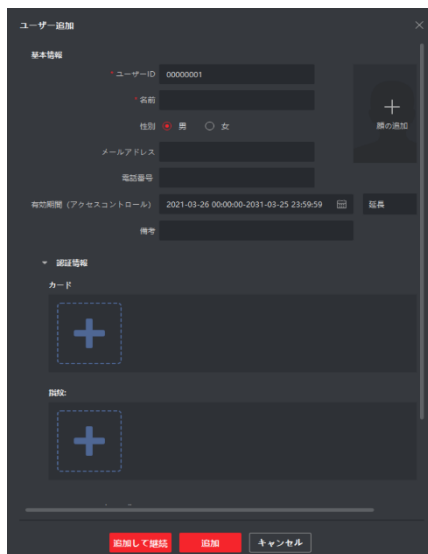 ユーザー追加
基本情報
* ユーザーID 00000001
* 名前
顔の追加
性別 男 女
メールアドレス
電話番号
有効期間（アクセスコントロール） 2021-03-26 00:00:00-2031-03-25 23:59:59 延長
備考
認証情報
カード
指紋:
追加して継続 追加 キャンセル